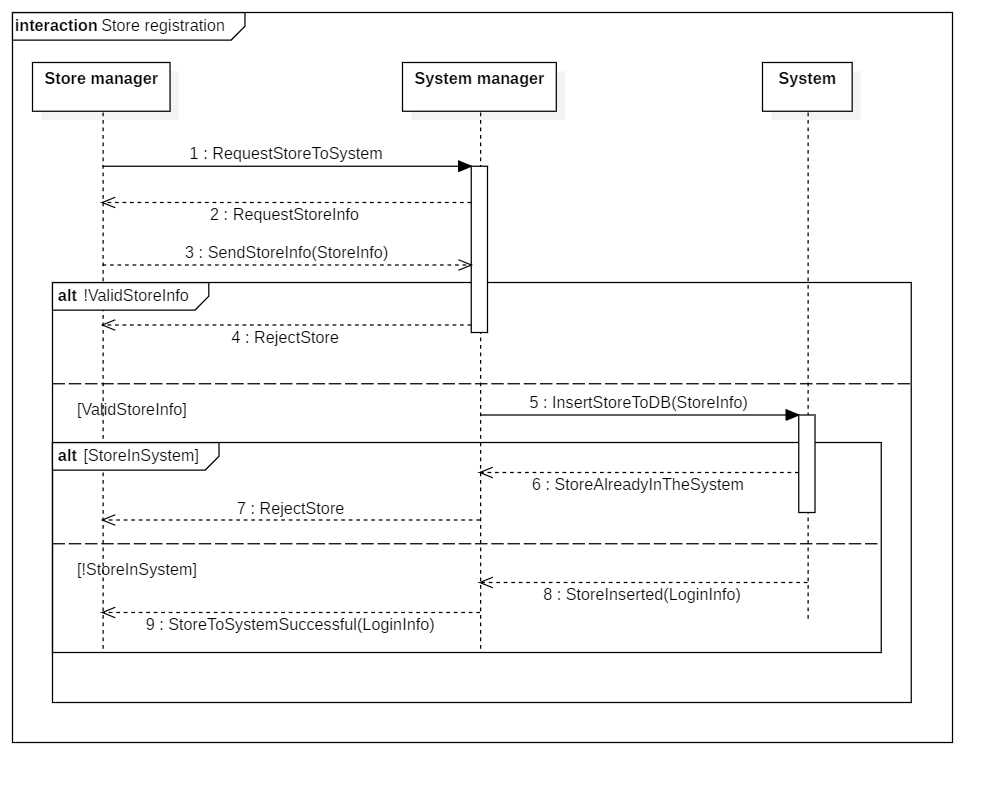 interaction Store registration
Store manager
System manager
System
1 : RequestStoreToSystem
2 : RequestStoreInfo
3 : SendStoreInfo(StoreInfo)
alt !ValidStoreInfo
4 : RejectStore
[ValidStoreInfo]
5 : InsertStoreToDB(StoreInfo)
alt [StoreInSystem]
6 : StoreAlreadyInTheSystem
7 : RejectStore
[!StoreInSystem]
8 : StoreInserted(LoginInfo)
9 : StoreToSystemSuccessful(LoginInfo)